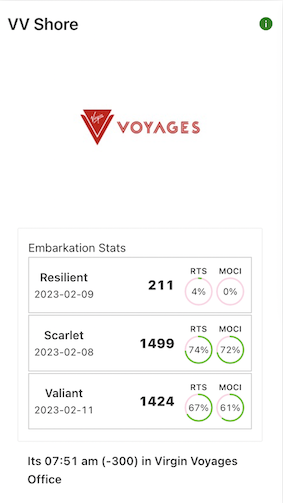 VV Shore
i
Virgin VOYAGES
Embarkation Stats
Resilient 211 RTS MOCI
2023-02-09 4% 0%
Scarlet 1499 RTS MOCI
2023-02-08 74% 72%
Valiant 1424 RTS MOCI
2023-02-11 67% 61%
Its 07:51 am (-300) in Virgin Voyages
Office